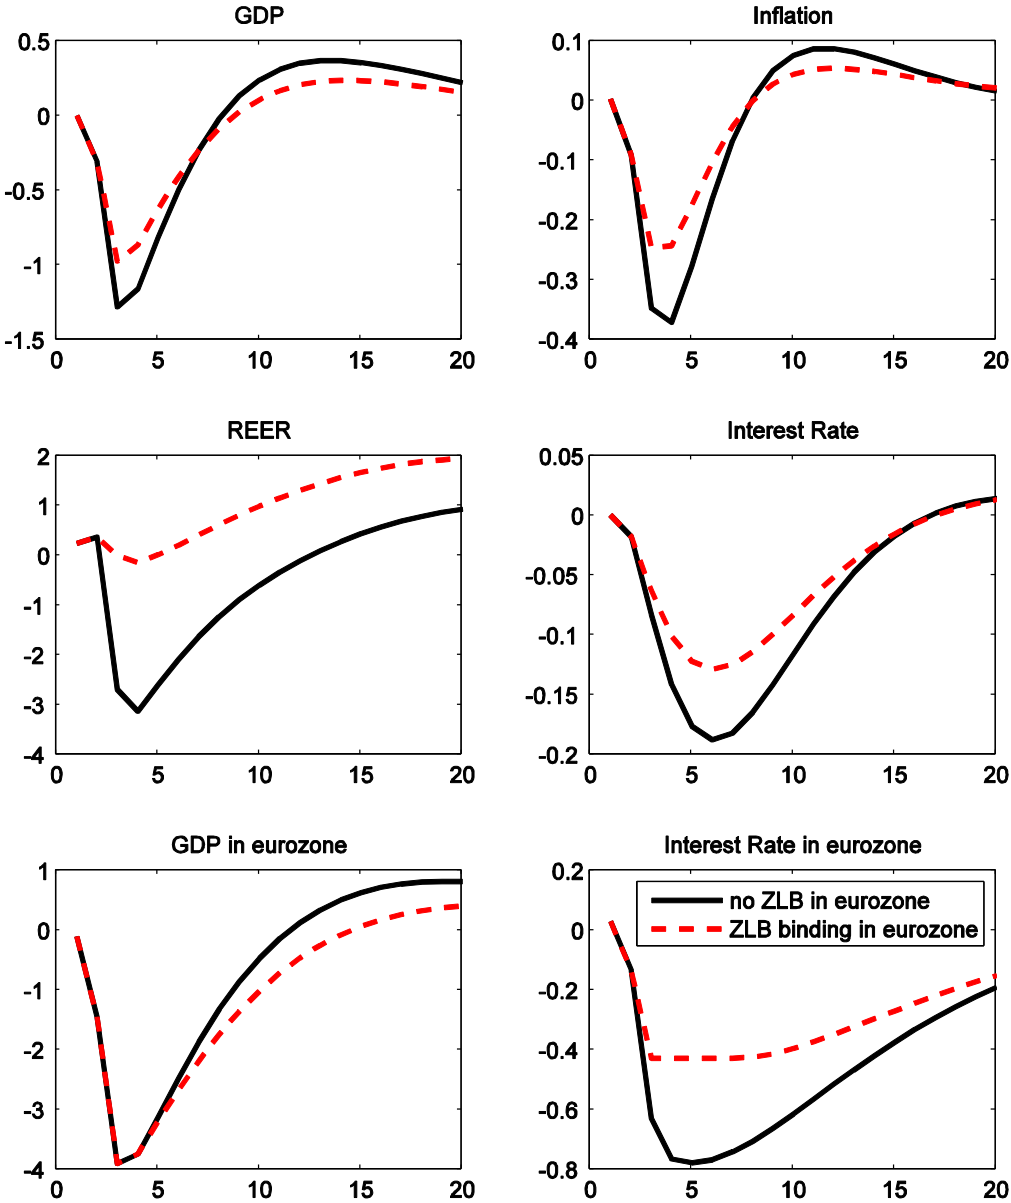 GDP
0.5
0
-0.5
-1
-1.5
0 5 10 15 20
Inflation
0.1
0
-0.1
-0.2
-0.3
-0.4
0 5 10 15 20
REER
2
1
0
-1
-2
-3
-4
0 5 10 15 20
Interest Rate
0.05
0
-0.05
-0.1
-0.15
-0.2
0 5 10 15 20
GDP in eurozone
1
0
-1
-2
-3
-4
0 5 10 15 20
Interest Rate in eurozone
0.2
0
-0.2
-0.4
-0.6
-0.8
0 5 10 15 20
no ZLB in eurozone
ZLB binding in eurozone